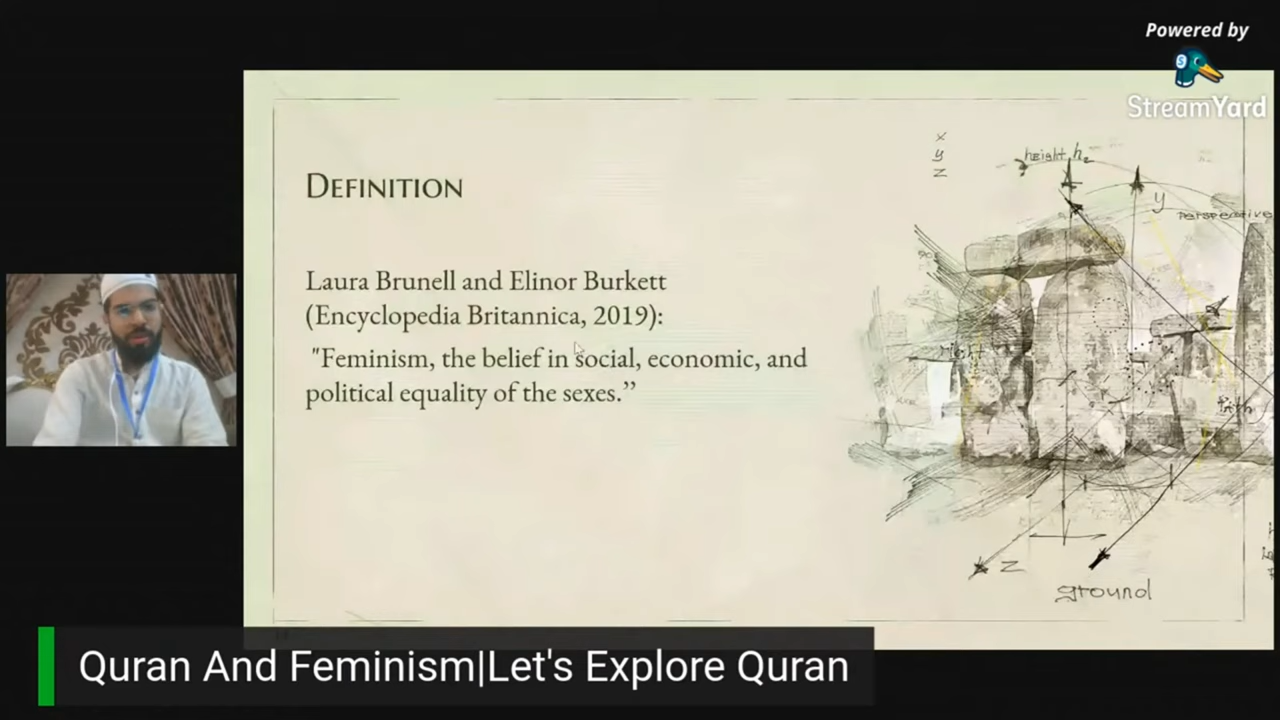 Powered by
StreamYard
DEFINITION
Laura Brunell and Elinor Burkett
(Encyclopedia Britannica, 2019):
"Feminism, the belief in social, economic, and
political equality of the sexes.”
x
y
z
height h₂
y
perspective
Z
ground
Quran And Feminism|Let's Explore Quran